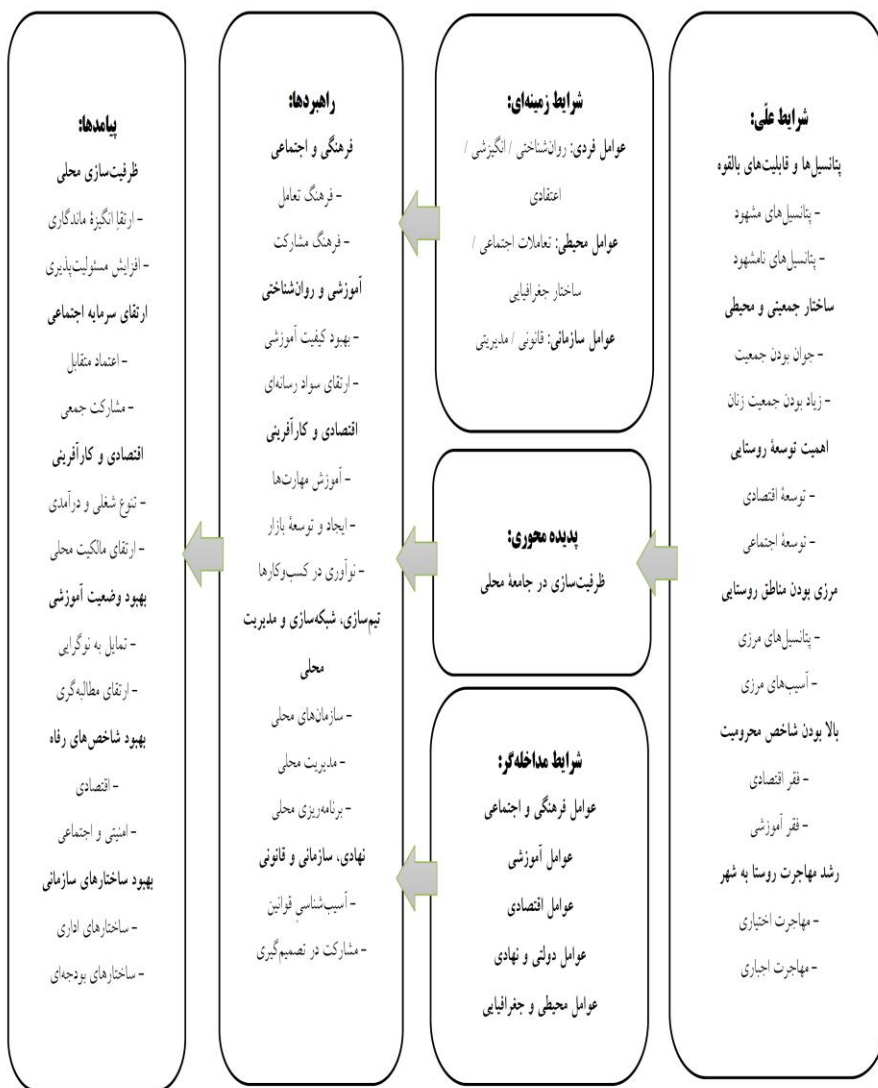 شرایط علّی:
پتانسیل‌ها و قابلیت‌های بالقوه
- پتانسیل‌های مشهود
- پتانسیل‌های نامشهود
ساختار جمعیتی و محیطی
- جوان بودن جمعیت
- زیاد بودن جمعیت زنان
اهمیت توسعهٔ روستایی
- توسعهٔ اقتصادی
- توسعهٔ اجتماعی
مرزی بودن مناطق روستایی
- پتانسیل‌های مرزی
- آسیب‌های مرزی
بالا بودن شاخص محرومیت
- فقر اقتصادی
- فقر آموزشی
رشد مهاجرت روستا به شهر
- مهاجرت اختیاری
- مهاجرت اجباری
شرایط زمینه‌ای:
عوامل فردی: روان‌شناختی / انگیزشی /
اعتقادی
عوامل محیطی: تعاملات اجتماعی /
ساختار جغرافیایی
عوامل سازمانی: قانونی / مدیریتی
پدیده محوری:
ظرفیت‌سازی در جامعهٔ محلی
شرایط مداخله‌گر:
عوامل فرهنگی و اجتماعی
عوامل آموزشی
عوامل اقتصادی
عوامل دولتی و نهادی
عوامل محیطی و جغرافیایی
راهبردها:
فرهنگی و اجتماعی
- فرهنگ تعامل
- فرهنگ مشارکت
آموزشی و روان‌شناختی
- بهبود کیفیت آموزشی
- ارتقای سواد رسانه‌ای
اقتصادی و کارآفرینی
- آموزش مهارت‌ها
- ایجاد و توسعهٔ بازار
- نوآوری در کسب‌وکارها
تیم‌سازی، شبکه‌سازی و مدیریت
محلی
- سازمان‌های محلی
- مدیریت محلی
- برنامه‌ریزی محلی
نهادی، سازمانی و قانونی
- آسیب‌شناسیِ قوانین
- مشارکت در تصمیم‌گیری
پیامدها:
ظرفیت‌سازی محلی
- ارتقاِ انگیزهٔ ماندگاری
- افزایش مسئولیت‌پذیری
ارتقای سرمایه اجتماعی
- اعتماد متقابل
- مشارکت جمعی
اقتصادی و کارآفرینی
- تنوع شغلی و درآمدی
- ارتقای مالکیت محلی
بهبود وضعیت آموزشی
- تمایل به نوگرایی
- ارتقای مطالبه‌گری
بهبود شاخص‌های رفاه
- اقتصادی
- امنیتی و اجتماعی
بهبود ساختارهای سازمانی
- ساختارهای اداری
- ساختارهای بودجه‌ای